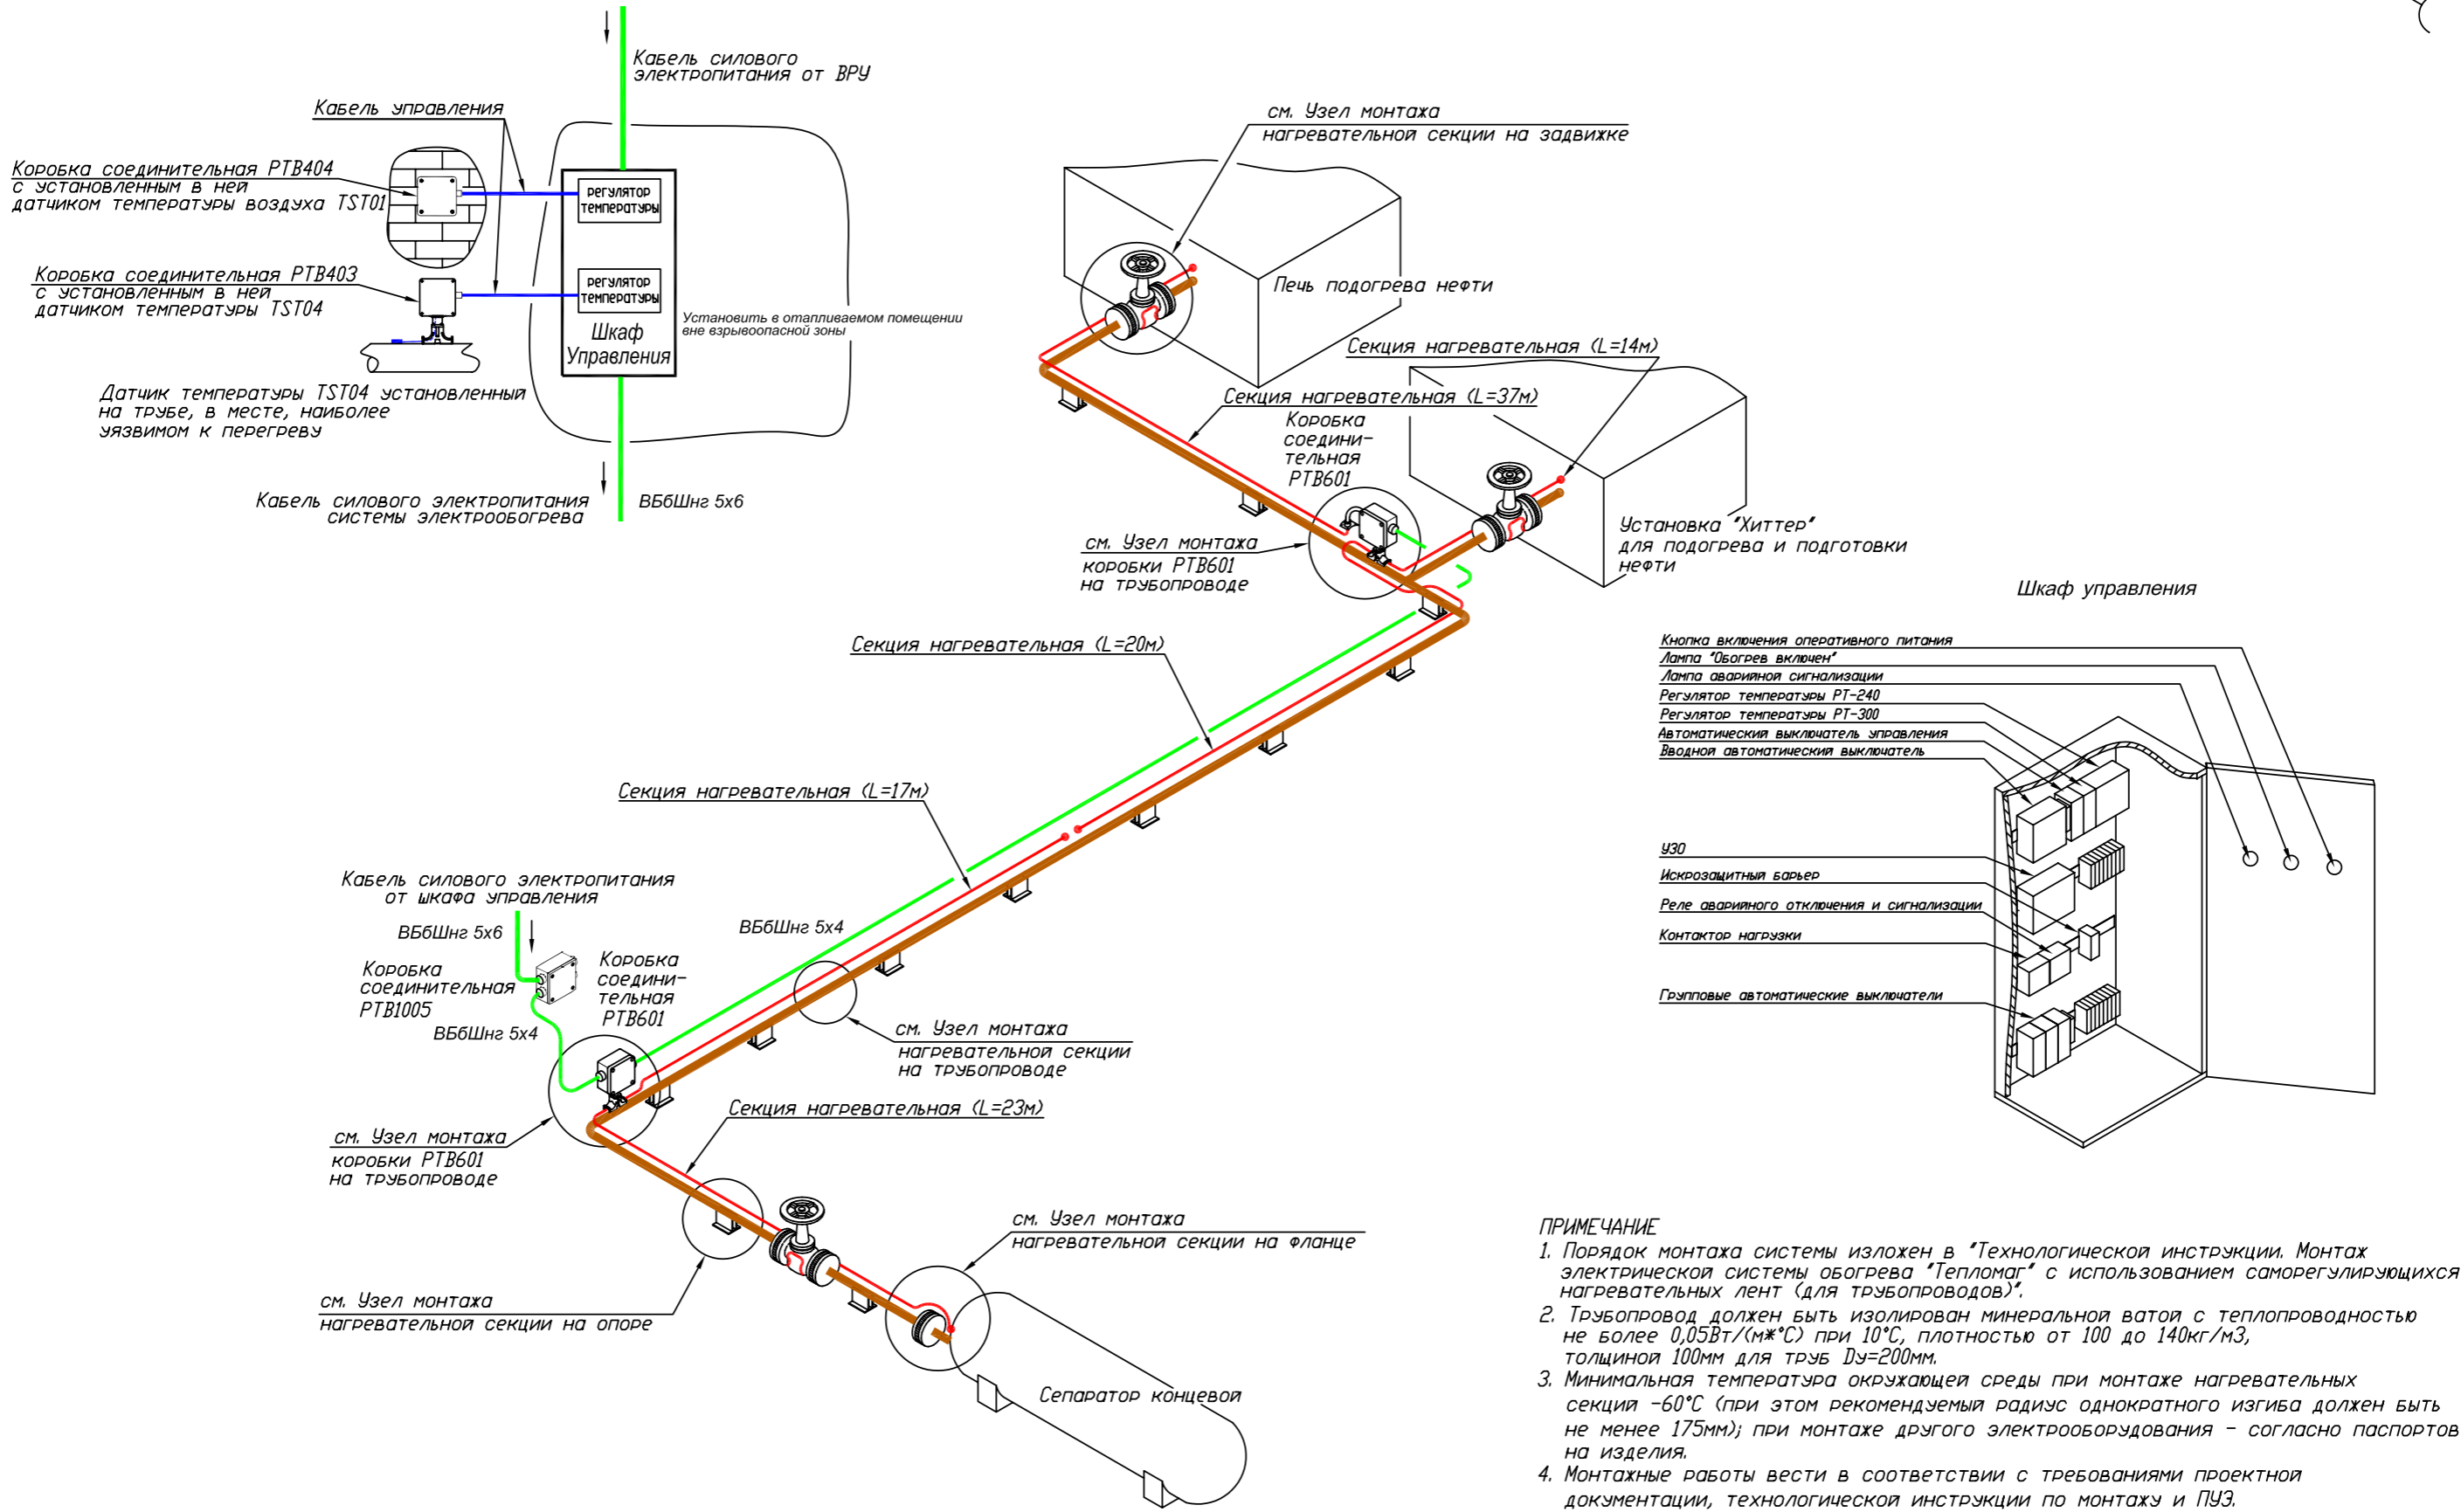 Кабель силового
электропитания от ВРУ
Кабель управления
Коробка соединительная РТВ404
с установленным в ней
датчиком температуры воздуха TST01
регулятор
температуры
Коробка соединительная РТВ403
с установленным в ней
датчиком температуры TST04
регулятор
температуры
Шкаф
Управления
Установить в отапливаемом помещении
вне взрывоопасной зоны
Датчик температуры TST04 установленный
на трубе, в месте, наиболее
уязвимом к перегреву
Кабель силового электропитания
системы электрообогрева
ВБбШнг 5х6
см. Узел монтажа
нагревательной секции на задвижке
Печь подогрева нефти
Секция нагревательная (L=14м)
Секция нагревательная (L=37м)
Коробка
соедини-
тельная
РТВ601
см. Узел монтажа
коробки РТВ601
на трубопроводе
Установка "Хиттер"
для подогрева и подготовки
нефти
Секция нагревательная (L=20м)
Секция нагревательная (L=17м)
Кабель силового электропитания
от шкафа управления
ВБбШнг 5х6
ВБбШнг 5х4
Коробка
соединительная
РТВ1005
Коробка
соедини-
тельная
РТВ601
ВБбШнг 5х4
см. Узел монтажа
нагревательной секции
на трубопроводе
Секция нагревательная (L=23м)
см. Узел монтажа
коробки РТВ601
на трубопроводе
см. Узел монтажа
нагревательной секции на фланце
см. Узел монтажа
нагревательной секции на опоре
Сепаратор концевой
Шкаф управления
Кнопка включения оперативного питания
Лампа "Обогрев включен"
Лампа аварийной сигнализации
Регулятор температуры РТ-240
Регулятор температуры РТ-300
Автоматический выключатель управления
Вводной автоматический выключатель
УЗО
Искрозащитный барьер
Реле аварийного отключения и сигнализации
Контактор нагрузки
Групповые автоматические выключатели
ПРИМЕЧАНИЕ
1. Порядок монтажа системы изложен в "Технологической инструкции. Монтаж
электрической системы обогрева "Тепломаг" с использованием саморегулирующихся
нагревательных лент (для трубопроводов)".
2. Трубопровод должен быть изолирован минеральной ватой с теплопроводностью
не более 0,05Вт/(м*°С) при 10°С, плотностью от 100 до 140кг/м3,
толщиной 100мм для труб Dу=200мм.
3. Минимальная температура окружающей среды при монтаже нагревательных
секций -60°С (при этом рекомендуемый радиус однократного изгиба должен быть
не менее 175мм); при монтаже другого электрооборудования - согласно паспортов
на изделия.
4. Монтажные работы вести в соответствии с требованиями проектной
документации, технологической инструкции по монтажу и ПУЭ.